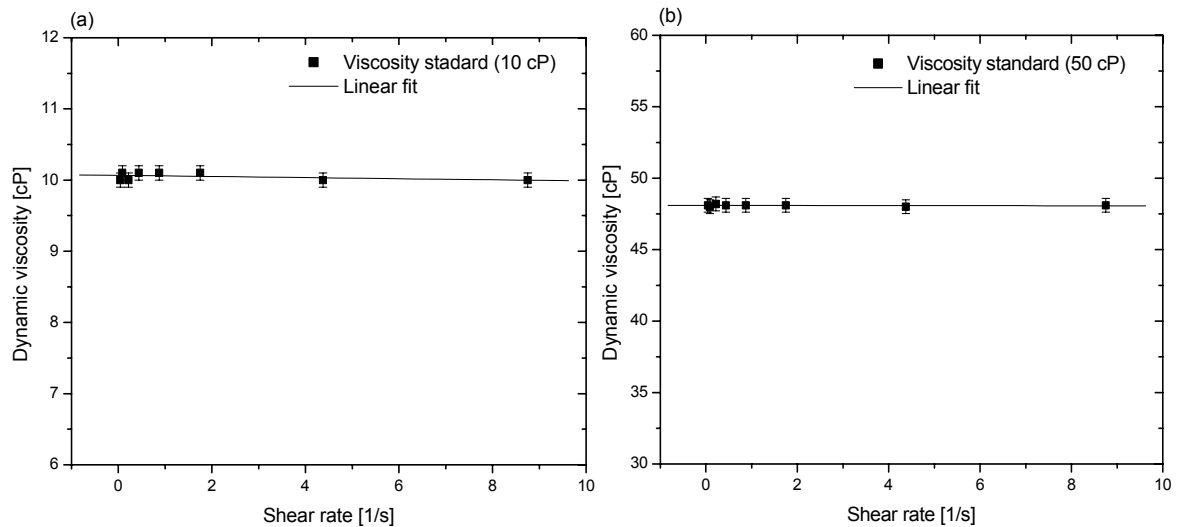 (a)
12
11
10
9
8
7
6
0 2 4 6 8 10
Dynamic viscosity [cP]
Shear rate [1/s]
Viscosity stadard (10 cP)
Linear fit
(b)
60
55
50
45
40
35
30
0 2 4 6 8 10
Dynamic viscosity [cP]
Shear rate [1/s]
Viscosity standard (50 cP)
Linear fit